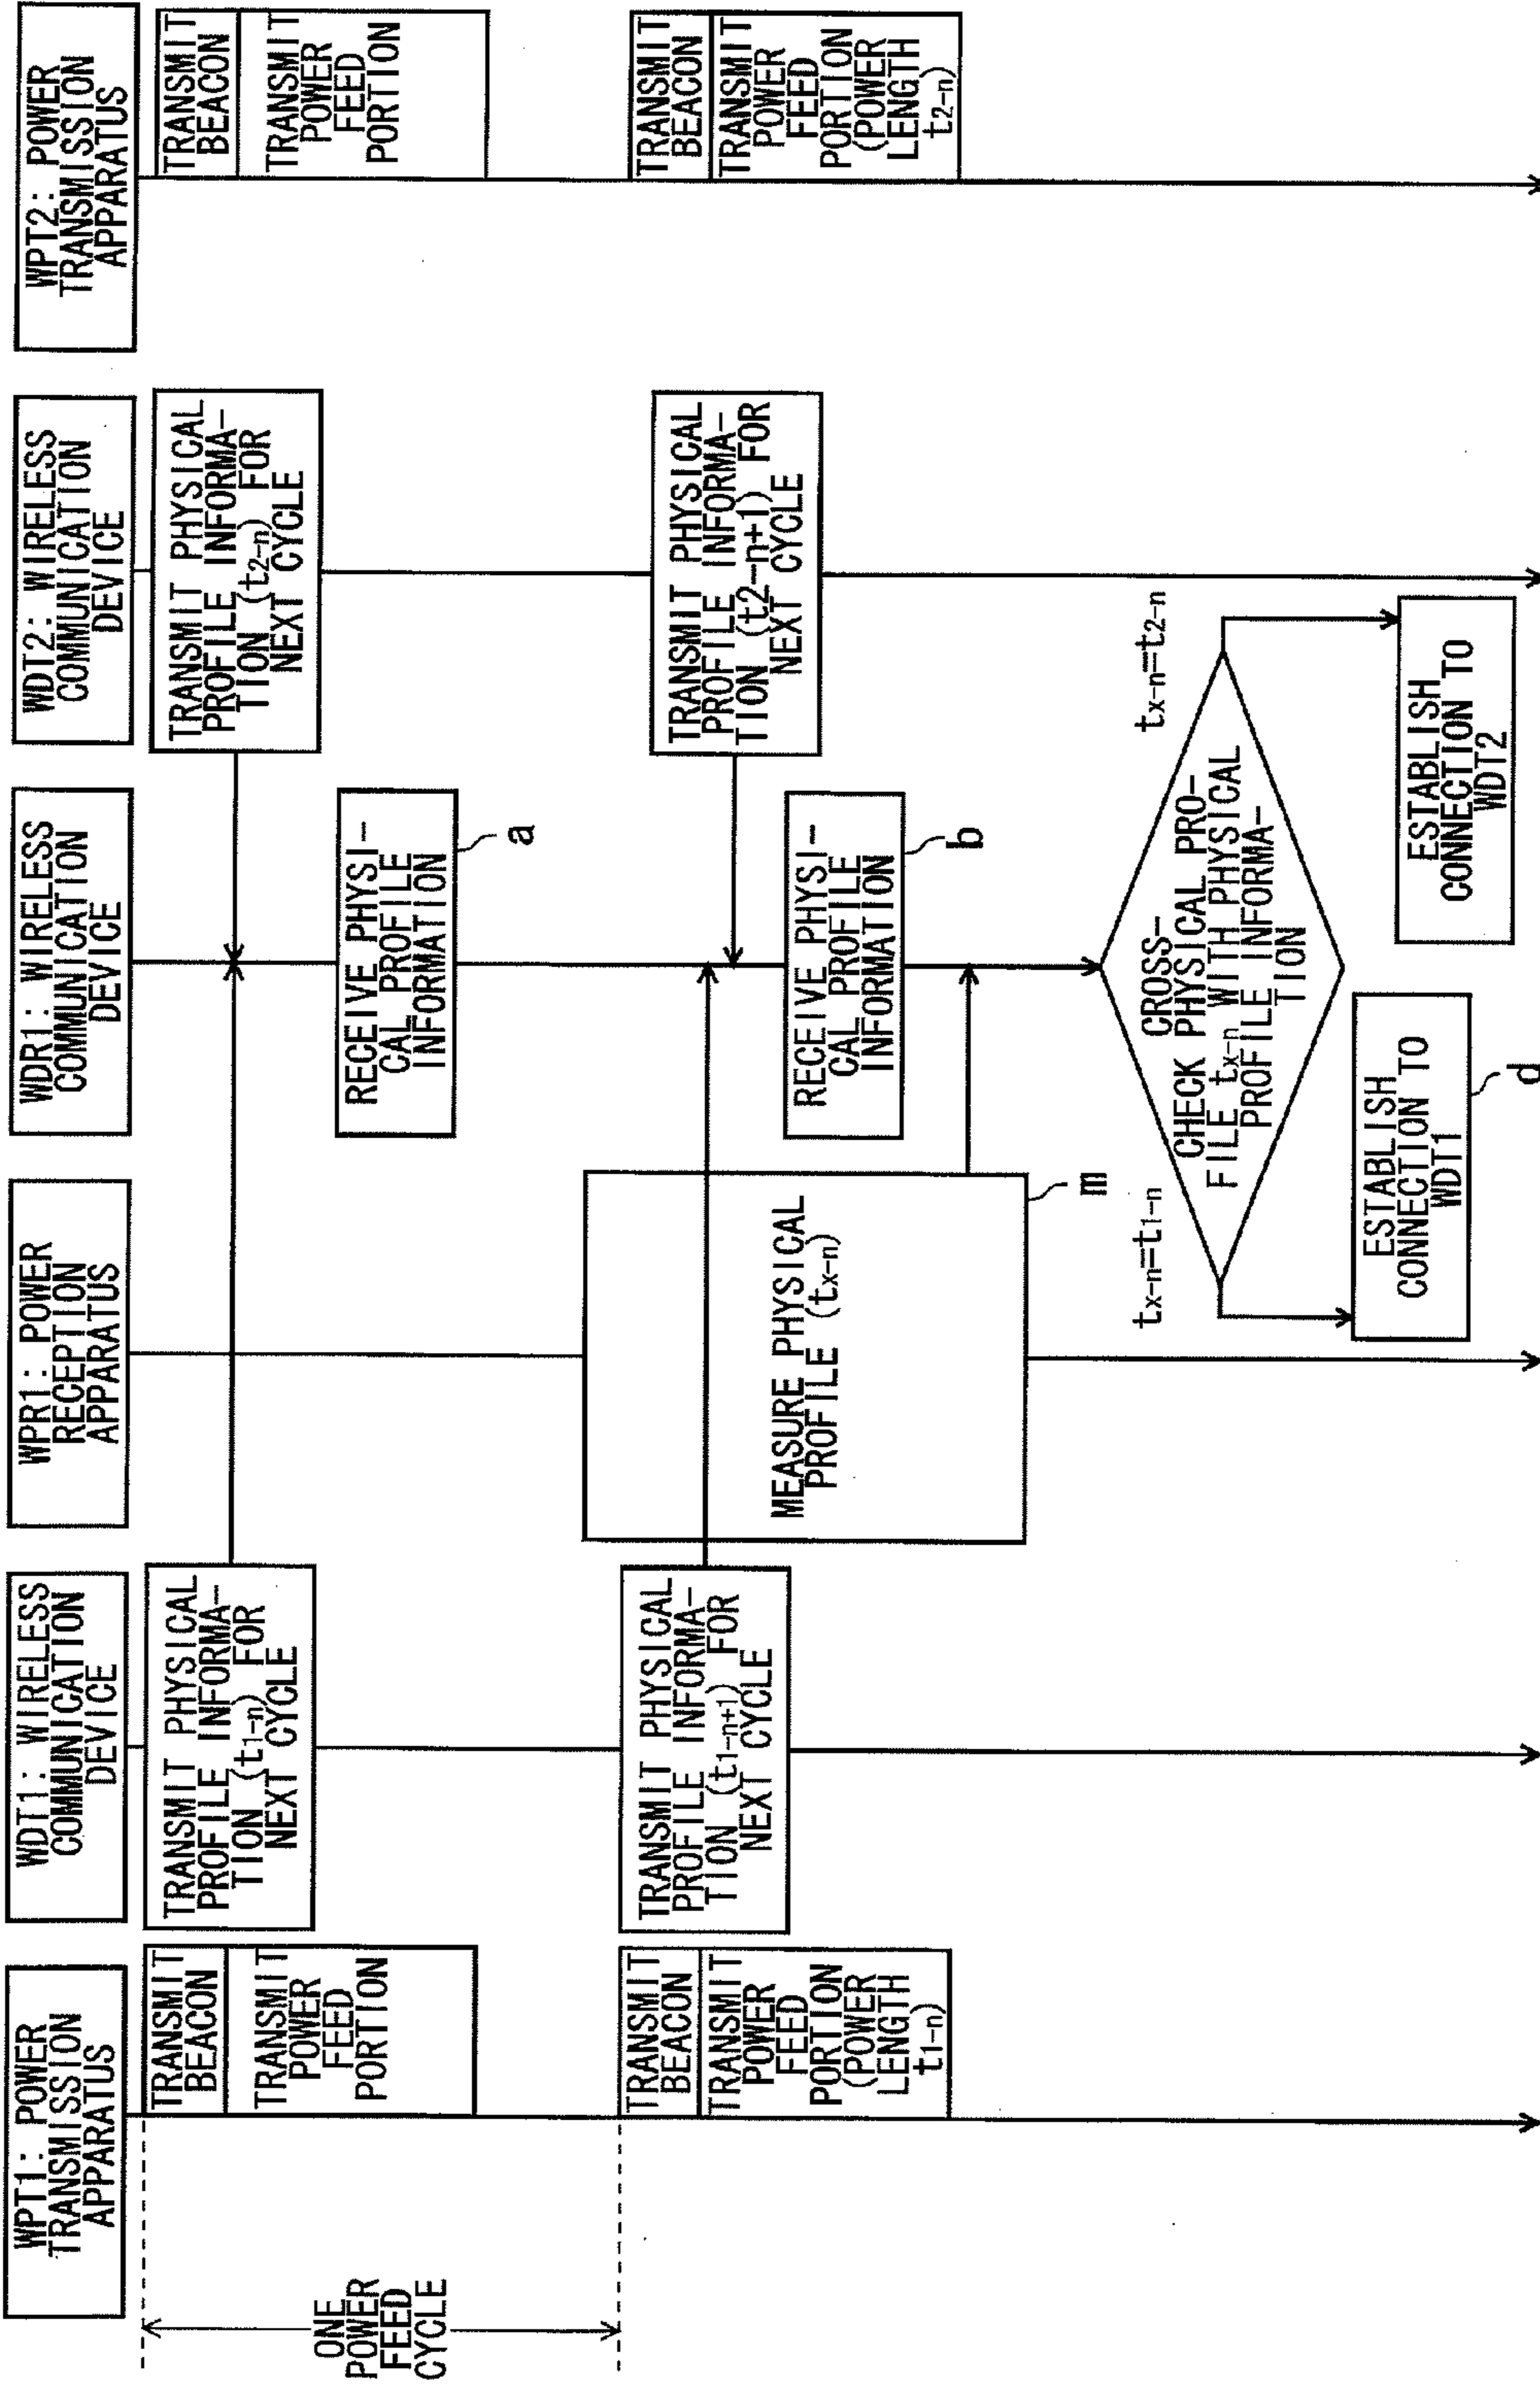 WPT1: POWER
TRANSMISSION
APPARATUS
WDT1: WIRELESS
COMMUNICATION
DEVICE
WPR1: POWER
RECEPTION
APPARATUS
WDR1: WIRELESS
COMMUNICATION
DEVICE
WDT2: WIRELESS
COMMUNICATION
DEVICE
WPT2: POWER
TRANSMISSION
APPARATUS
ONE
POWER
FEED
CYCLE
TRANSMIT
BEACON
TRANSMIT
POWER
FEED
PORTION
TRANSMIT PHYSICAL
PROFILE INFORMA-
TION (t1-n) FOR
NEXT CYCLE
RECEIVE PHYSI-
CAL PROFILE
INFORMATION
a
TRANSMIT PHYSICAL
PROFILE INFORMA-
TION (t2-n) FOR
NEXT CYCLE
TRANSMIT
BEACON
TRANSMIT
POWER
FEED
PORTION
TRANSMIT
BEACON
TRANSMIT
POWER
FEED
PORTION
(POWER
LENGTH
t1-n)
TRANSMIT PHYSICAL
PROFILE INFORMA-
TION (t1-n+1) FOR
NEXT CYCLE
MEASURE PHYSICAL
PROFILE (tx-n)
m
RECEIVE PHYSI-
CAL PROFILE
INFORMATION
b
TRANSMIT PHYSICAL
PROFILE INFORMA-
TION (t2-n+1) FOR
NEXT CYCLE
TRANSMIT
BEACON
TRANSMIT
POWER
FEED
PORTION
(POWER
LENGTH
t2-n)
tx-n=t1-n
CROSS-
CHECK PHYSICAL PRO-
FILE tx-n WITH PHYSICAL
PROFILE INFORMA-
TION
tx-n=t2-n
ESTABLISH
CONNECTION TO
WDT1
d
ESTABLISH
CONNECTION TO
WDT2